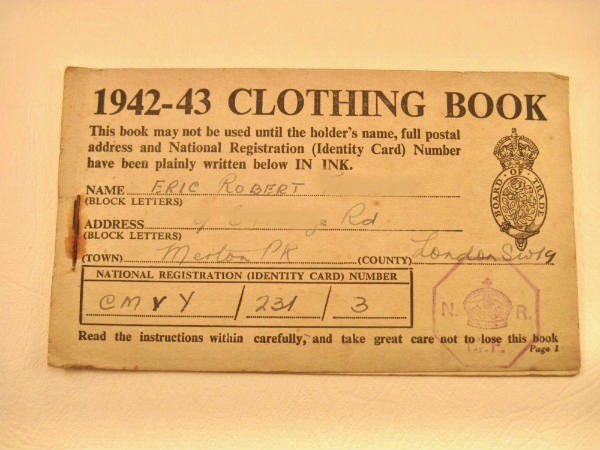 1942-43 CLOTHING BOOK
This book may not be used until the holder's name, full postal
address and National Registration (Identity Card) Number
have been plainly written below IN INK.
BOARD OF TRADE
NAME ERIC ROBERT
(BLOCK LETTERS)
ADDRESS Rd.
(BLOCK LETTERS)
(TOWN) Merton PK (COUNTY) London SW19
NATIONAL REGISTRATION (IDENTITY CARD) NUMBER
CMVY / 231 / 3
N. R.
Read the instructions within carefully, and take great care not to lose this book
Page 1